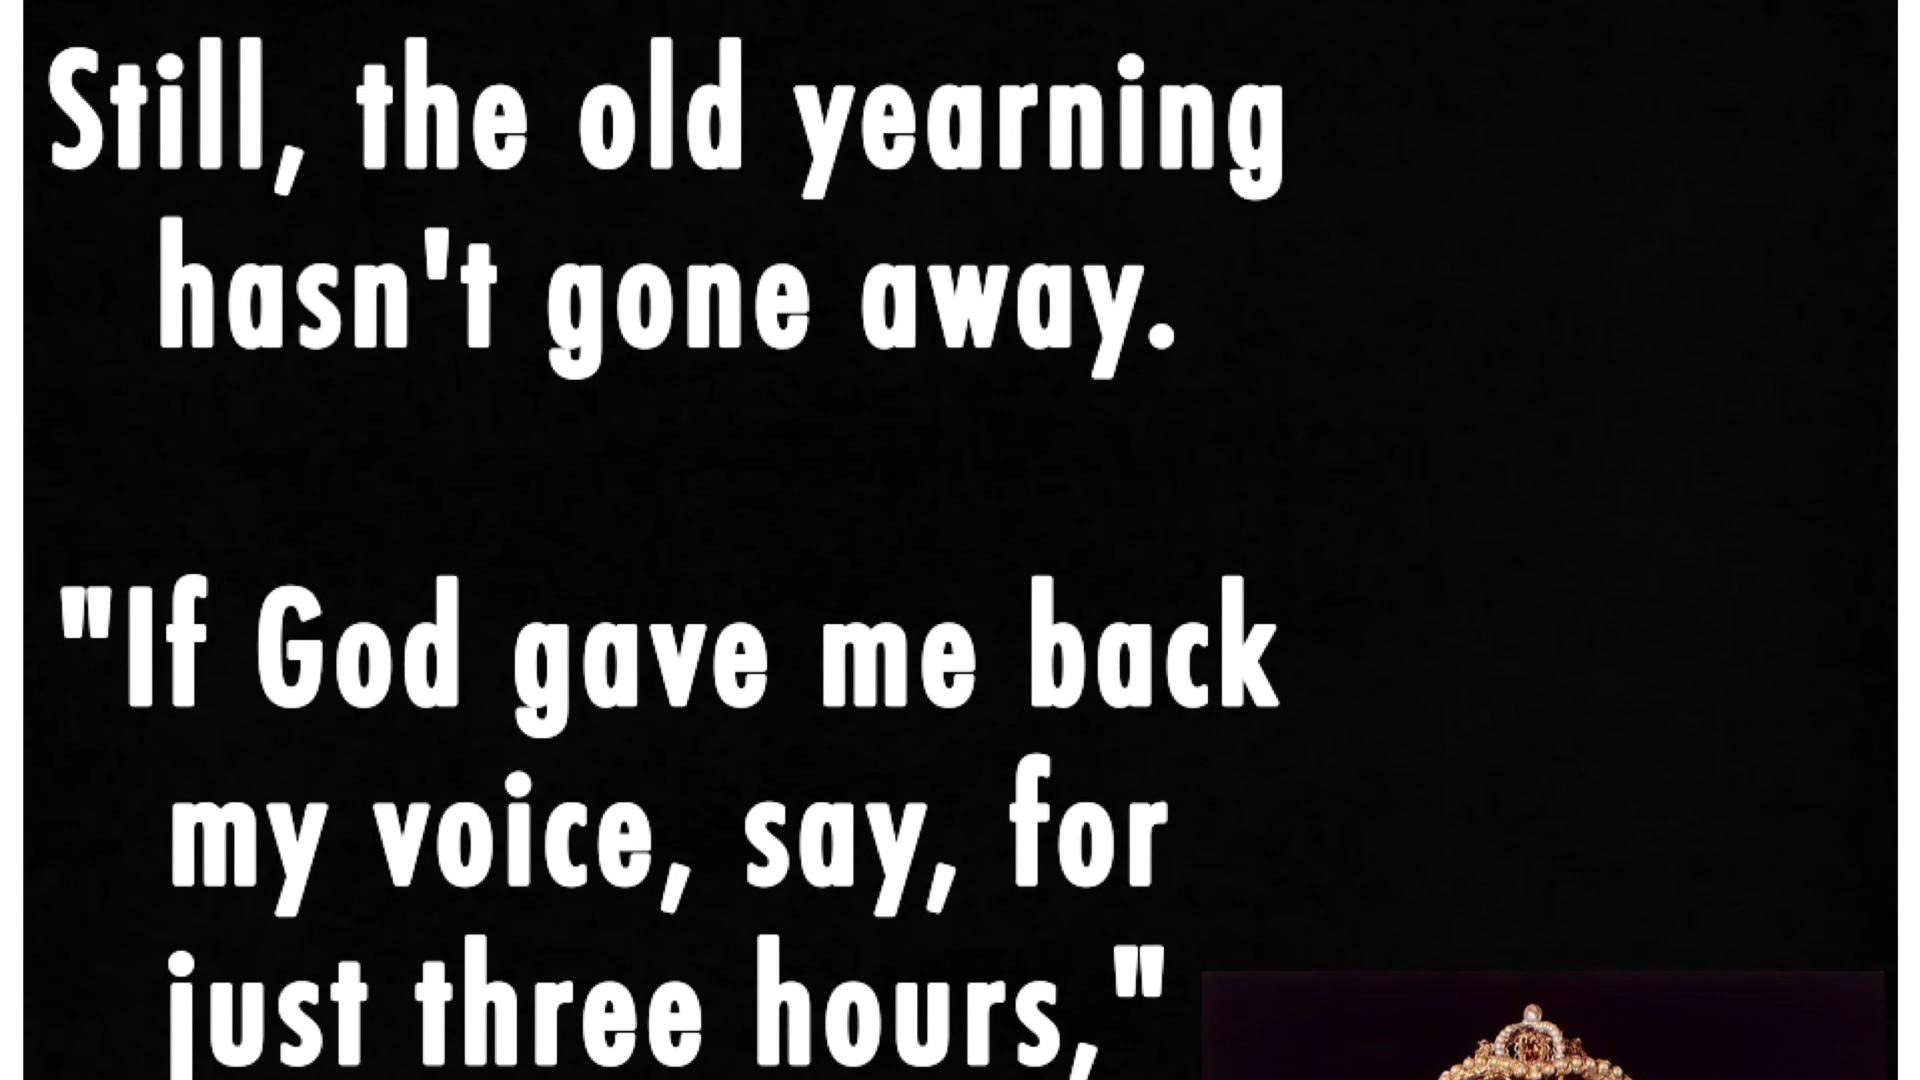 Still, the old yearning
hasn't gone away.
"If God gave me back
my voice, say, for
just three hours,"